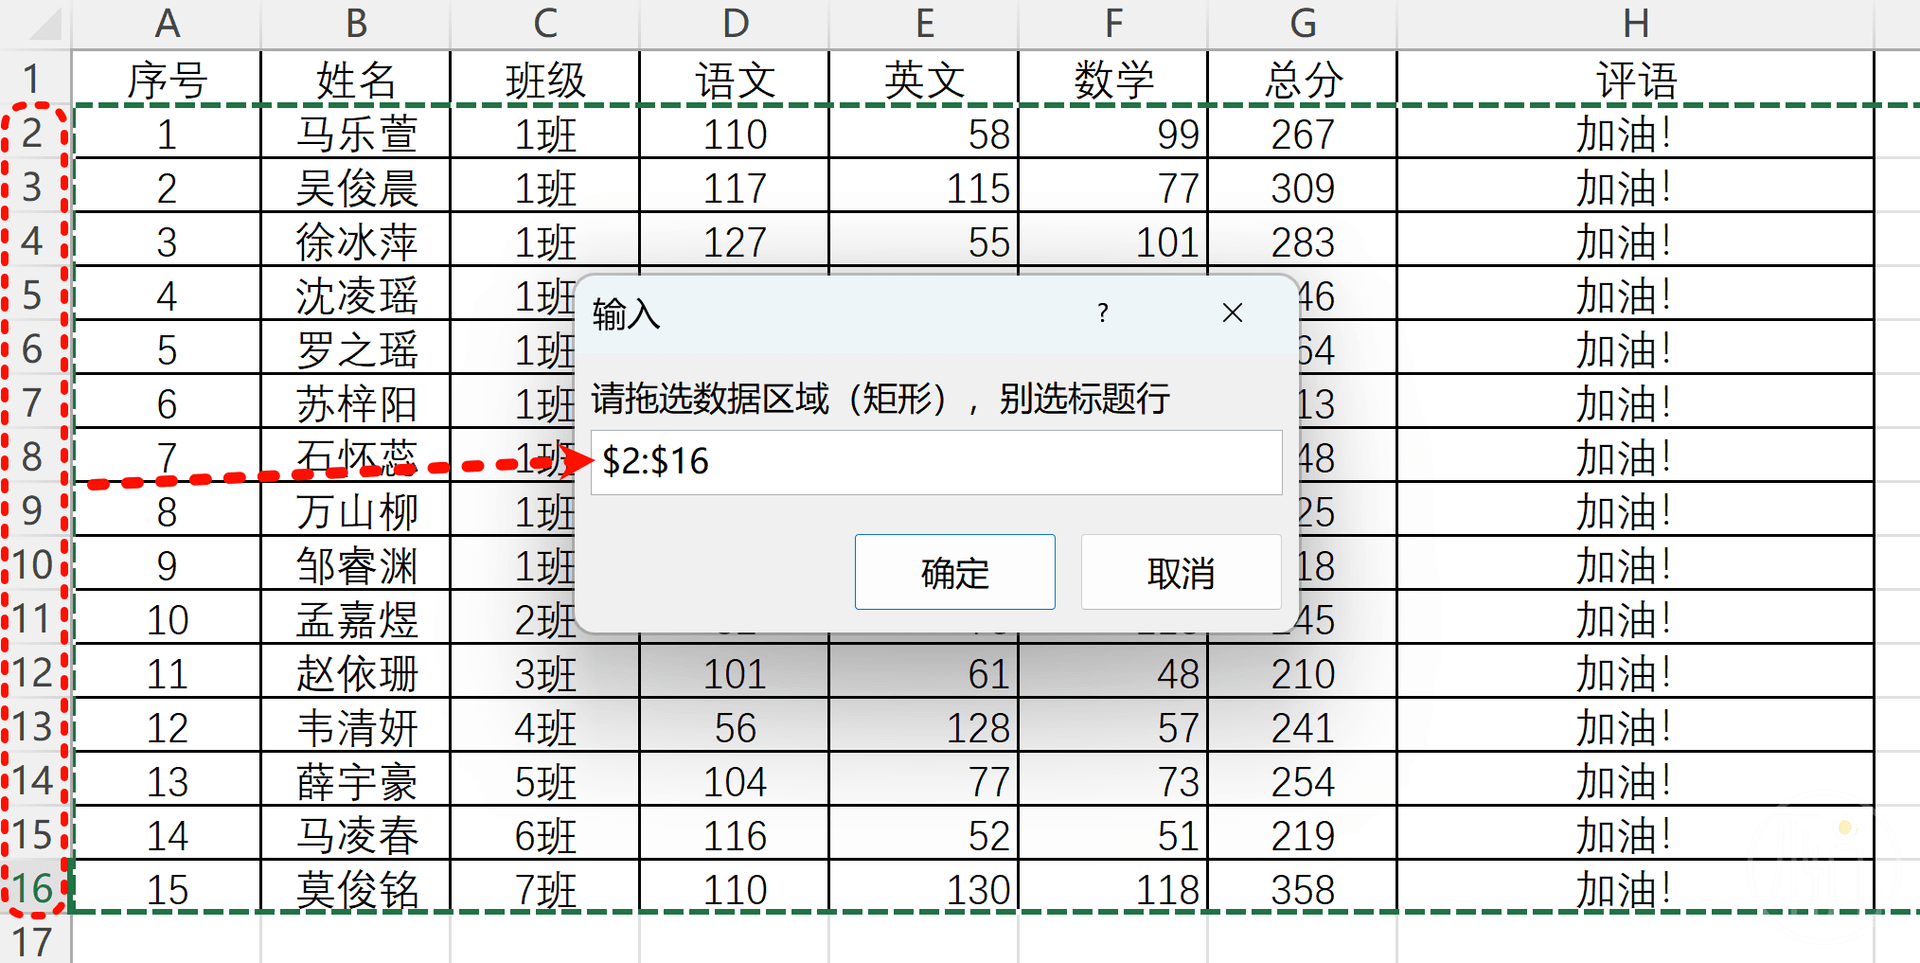 A B C D E F G H
1 序号 姓名 班级 语文 英文 数学 总分 评语
2 1 马乐萱 1班 110 58 99 267 加油！
3 2 吴俊晨 1班 117 115 77 309 加油！
4 3 徐冰萍 1班 127 55 101 283 加油！
5 4 沈凌瑶 1班 46 加油！
6 5 罗之瑶 1班 64 加油！
7 6 苏梓阳 1班 13 加油！
8 7 石怀蕊 1班 48 加油！
9 8 万山柳 1班 25 加油！
10 9 邹睿渊 1班 18 加油！
11 10 孟嘉煜 2班 245 加油！
12 11 赵依珊 3班 101 61 48 210 加油！
13 12 韦清妍 4班 56 128 57 241 加油！
14 13 薛宇豪 5班 104 77 73 254 加油！
15 14 马凌春 6班 116 52 51 219 加油！
16 15 莫俊铭 7班 110 130 118 358 加油！
17
输入 ? ×
请拖选数据区域（矩形），别选标题行
$2:$16
确定 取消